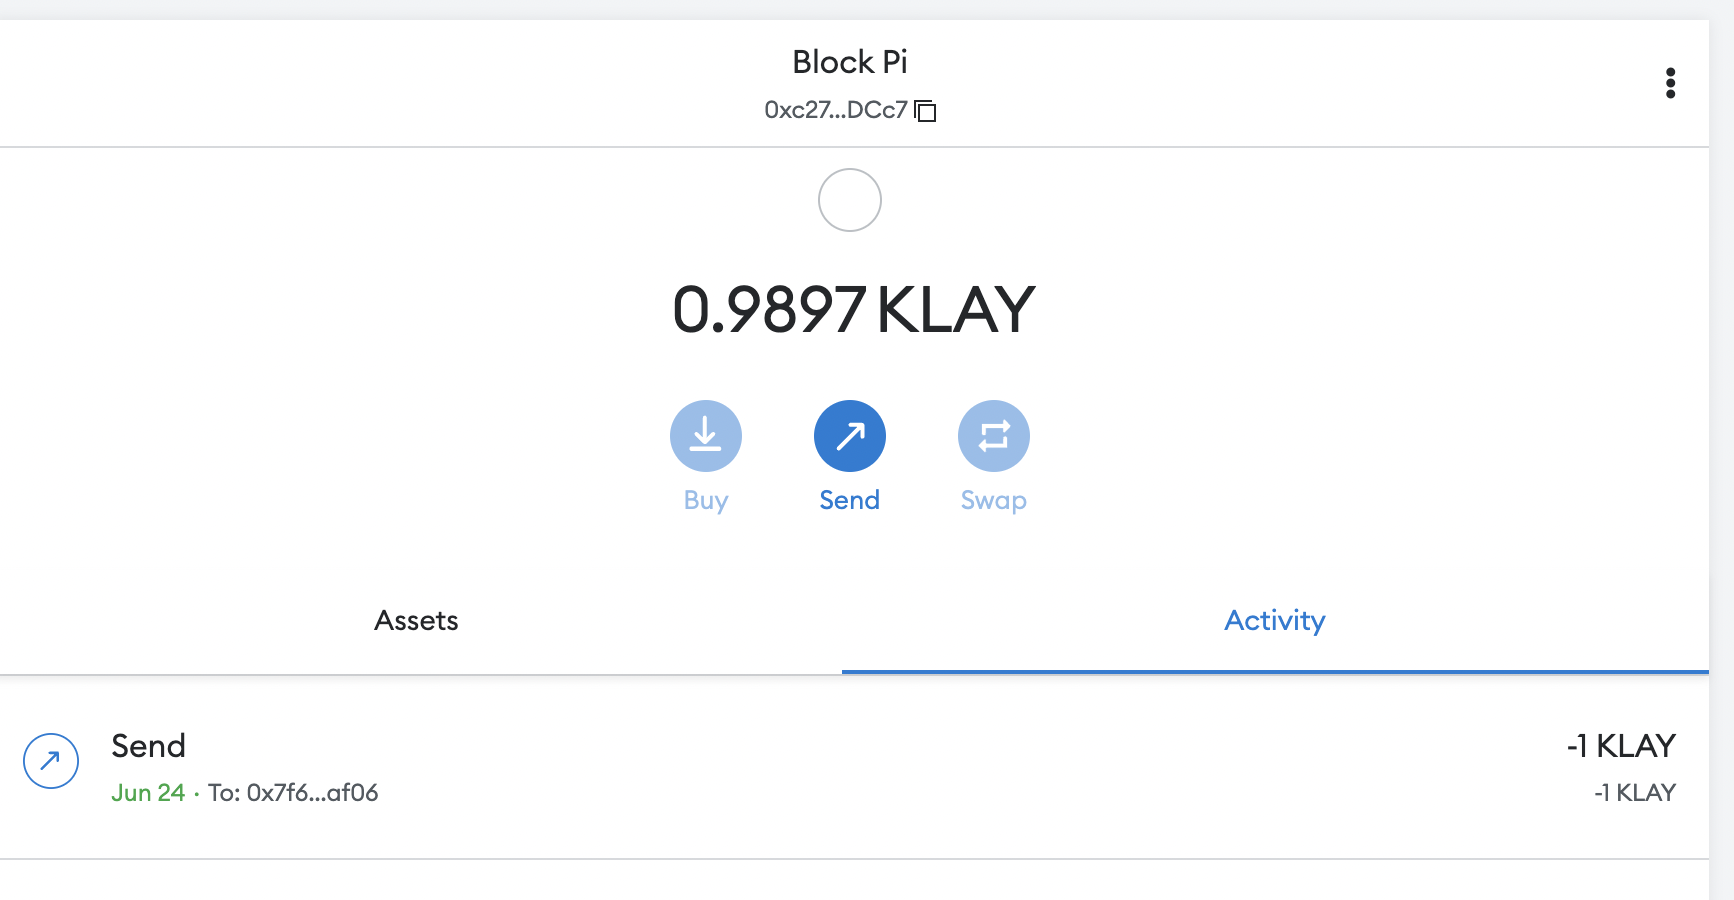 Block Pi
0xc27...DCc7
0.9897 KLAY
Buy Send Swap
Assets Activity
Send -1 KLAY
Jun 24 · To: 0x7f6...af06 -1 KLAY